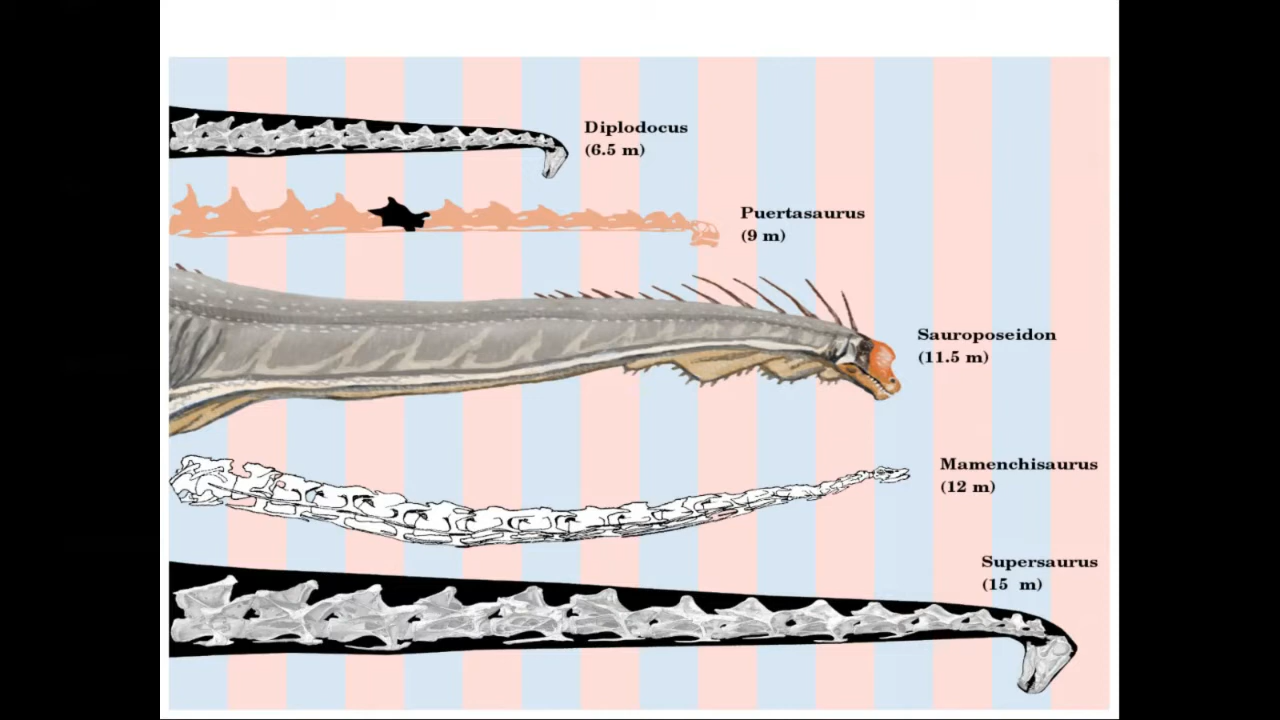 Diplodocus
(6.5 m)
Puertasaurus
(9 m)
Sauroposeidon
(11.5 m)
Mamenchisaurus
(12 m)
Supersaurus
(15  m)